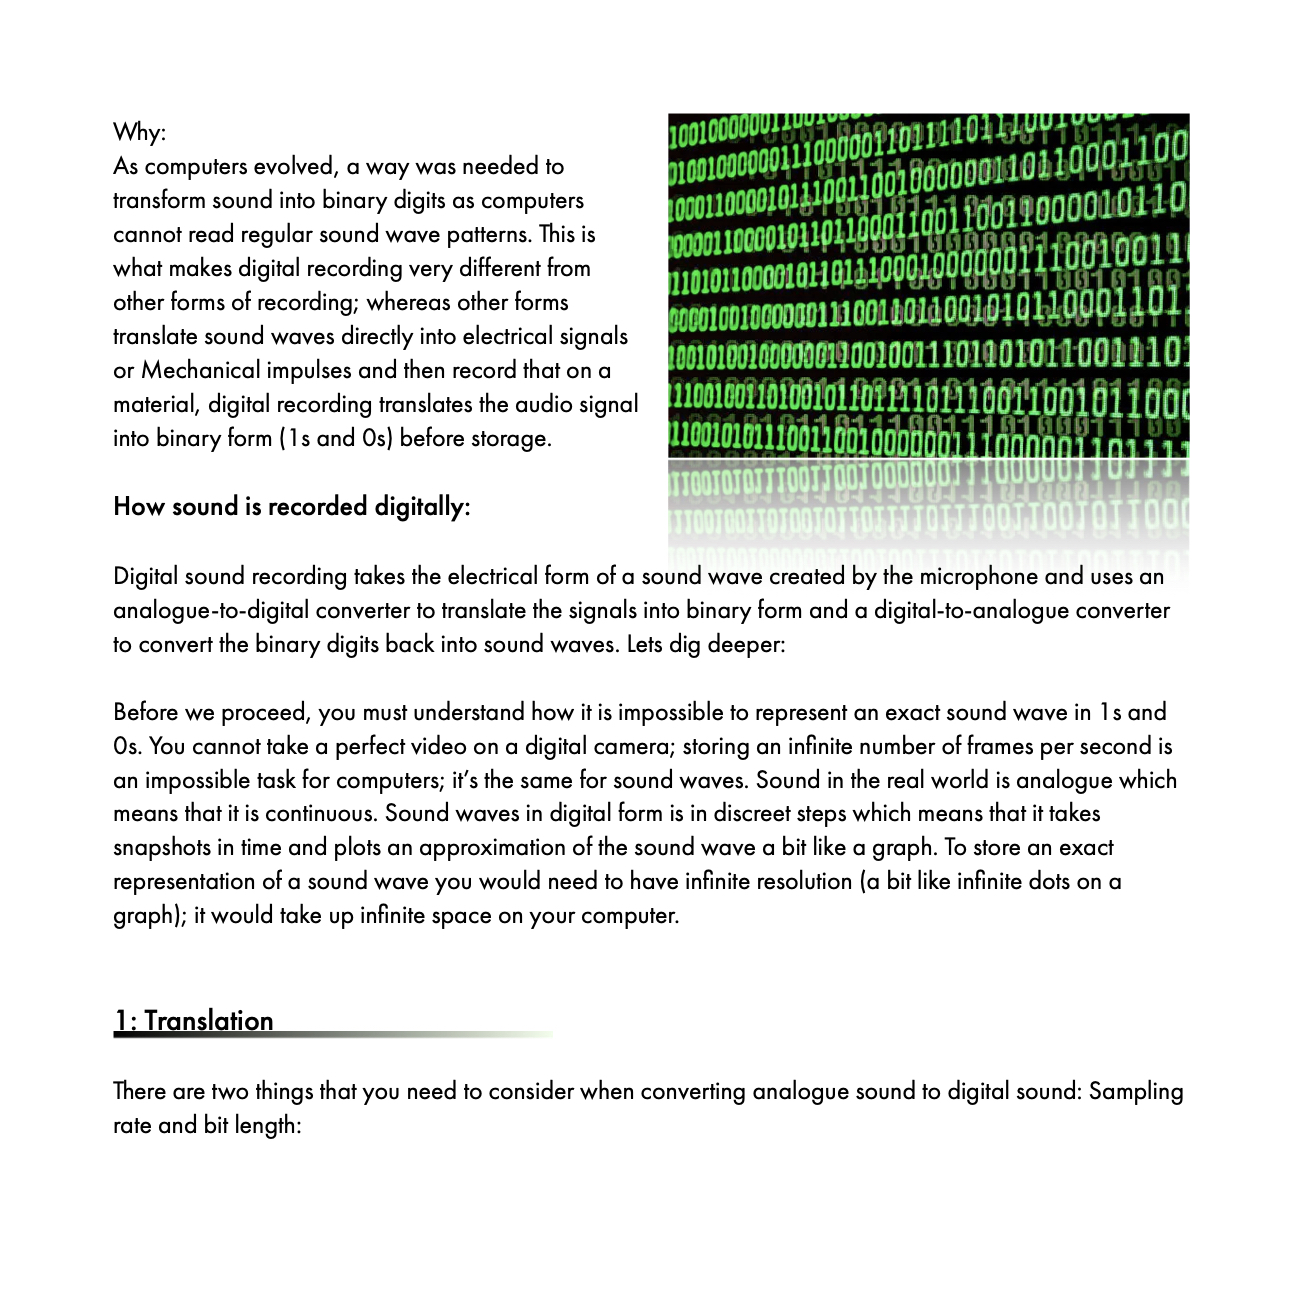 Why:
As computers evolved, a way was needed to
transform sound into binary digits as computers
cannot read regular sound wave patterns. This is
what makes digital recording very different from
other forms of recording; whereas other forms
translate sound waves directly into electrical signals
or Mechanical impulses and then record that on a
material, digital recording translates the audio signal
into binary form (1s and 0s) before storage.
How sound is recorded digitally:
Digital sound recording takes the electrical form of a sound wave created by the microphone and uses an
analogue-to-digital converter to translate the signals into binary form and a digital-to-analogue converter
to convert the binary digits back into sound waves. Lets dig deeper:
Before we proceed, you must understand how it is impossible to represent an exact sound wave in 1s and
0s. You cannot take a perfect video on a digital camera; storing an infinite number of frames per second is
an impossible task for computers; it’s the same for sound waves. Sound in the real world is analogue which
means that it is continuous. Sound waves in digital form is in discreet steps which means that it takes
snapshots in time and plots an approximation of the sound wave a bit like a graph. To store an exact
representation of a sound wave you would need to have infinite resolution (a bit like infinite dots on a
graph); it would take up infinite space on your computer.
1: Translation
There are two things that you need to consider when converting analogue sound to digital sound: Sampling
rate and bit length: